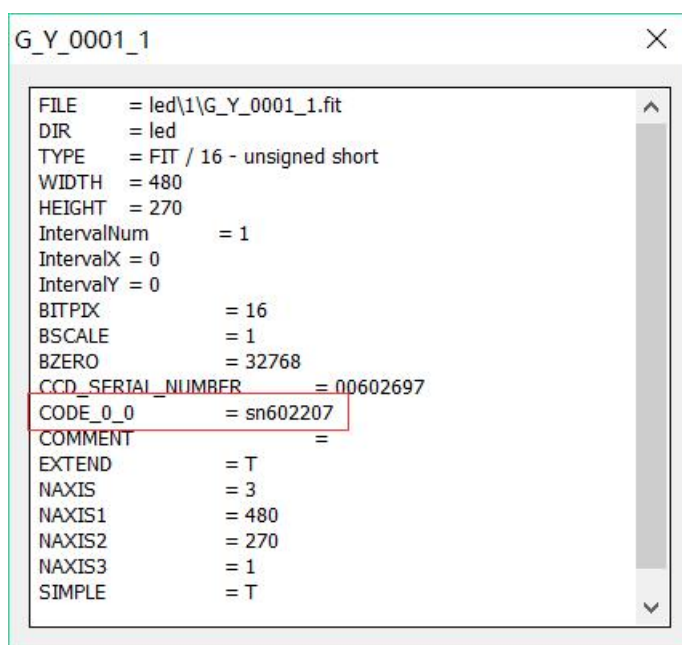 G_Y_0001_1
FILE = led\1\G_Y_0001_1.fit
DIR = led
TYPE = FIT / 16 - unsigned short
WIDTH = 480
HEIGHT = 270
IntervalNum = 1
IntervalX = 0
IntervalY = 0
BITPIX = 16
BSCALE = 1
BZERO = 32768
CCD_SERIAL_NUMBER = 00602697
CODE_0_0 = sn602207
COMMENT =
EXTEND = T
NAXIS = 3
NAXIS1 = 480
NAXIS2 = 270
NAXIS3 = 1
SIMPLE = T